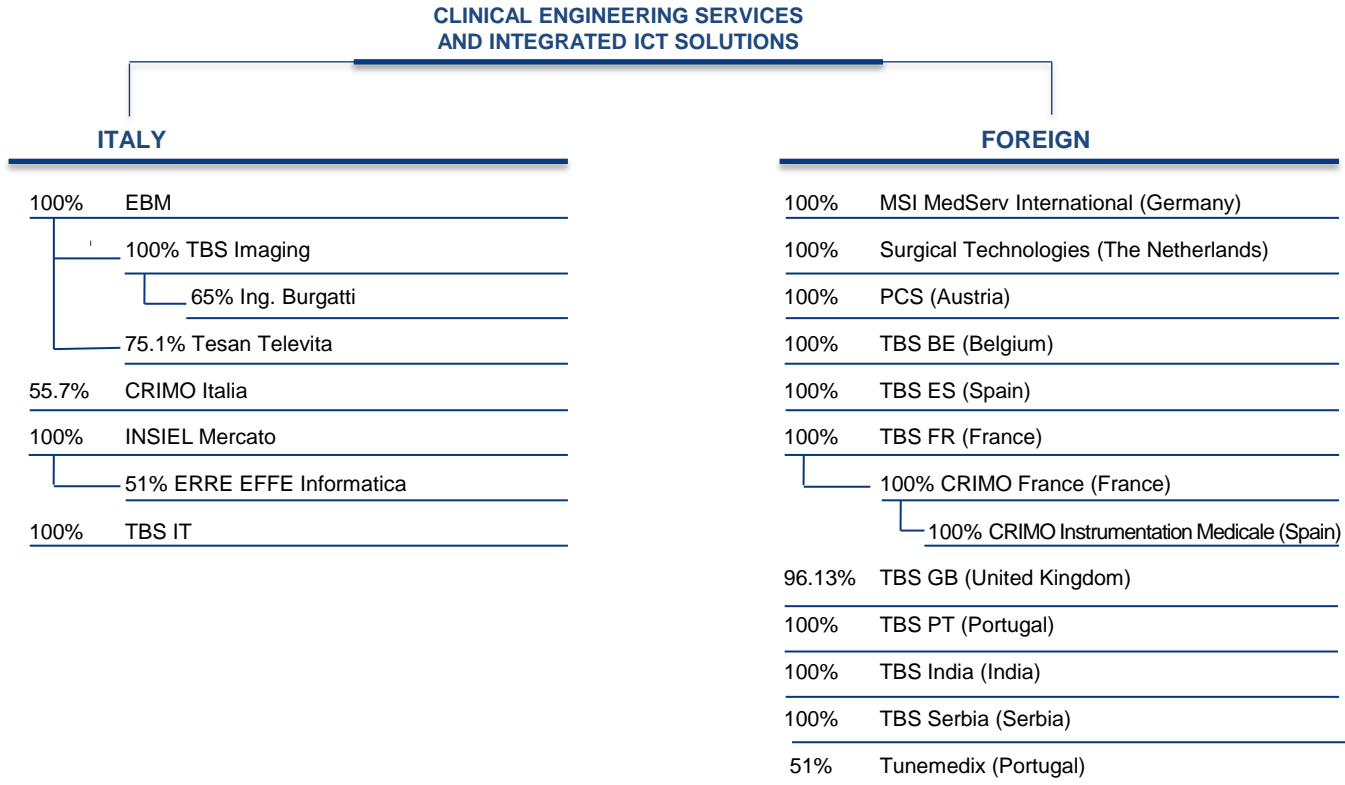 CLINICAL ENGINEERING SERVICES
AND INTEGRATED ICT SOLUTIONS
ITALY
100% EBM
100% TBS Imaging
65% Ing. Burgatti
75.1% Tesan Televita
55.7% CRIMO Italia
100% INSIEL Mercato
51% ERRE EFFE Informatica
100% TBS IT
FOREIGN
100% MSI MedServ International (Germany)
100% Surgical Technologies (The Netherlands)
100% PCS (Austria)
100% TBS BE (Belgium)
100% TBS ES (Spain)
100% TBS FR (France)
100% CRIMO France (France)
100% CRIMO Instrumentation Medicale (Spain)
96.13% TBS GB (United Kingdom)
100% TBS PT (Portugal)
100% TBS India (India)
100% TBS Serbia (Serbia)
51% Tunemedix (Portugal)